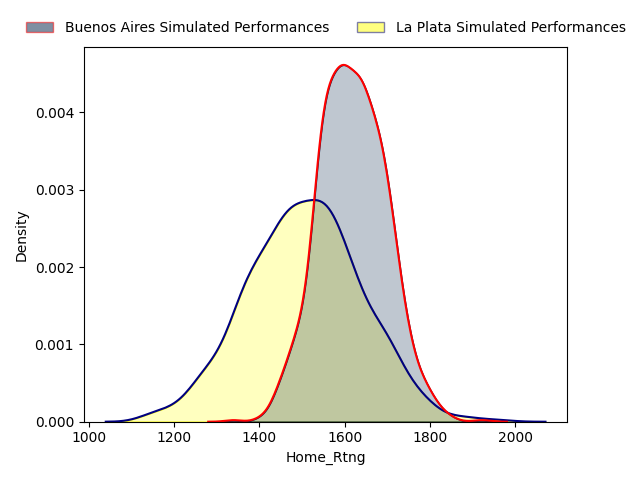 Buenos Aires Simulated Performances La Plata Simulated Performances
0.004
0.003
0.002
0.001
0.000
Density
1000 1200 1400 1600 1800 2000
Home_Rtng